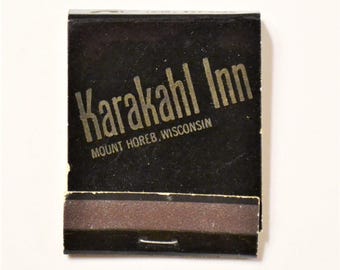 Karakahl Inn
MOUNT HOREB, WISCONSIN